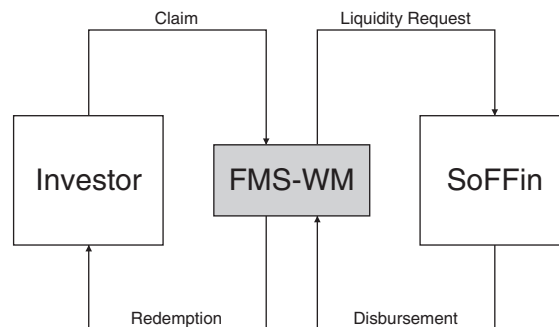 Claim
Liquidity Request
Investor
FMS-WM
SoFFin
Redemption
Disbursement